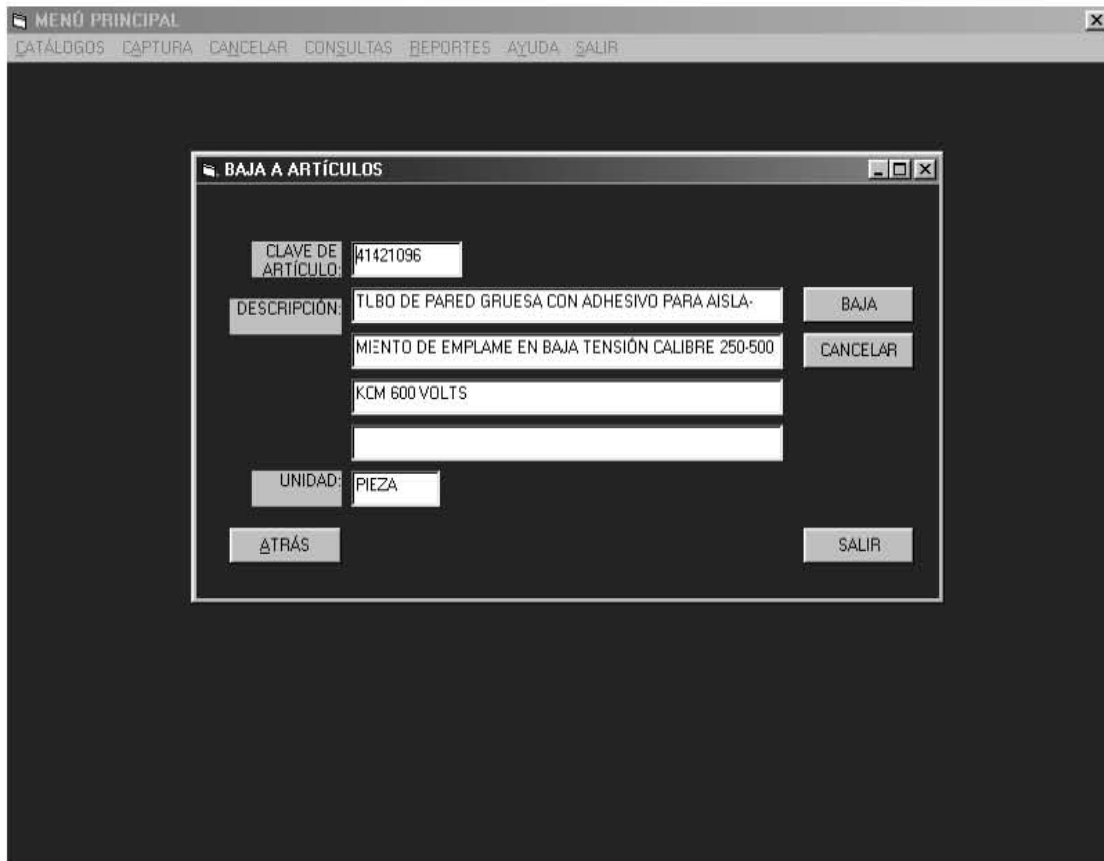 MENÚ PRINCIPAL
CATÁLOGOS CAPTURA CANCELAR CONSULTAS REPORTES AYUDA SALIR
BAJA A ARTÍCULOS
CLAVE DE
ARTÍCULO:
41421096
DESCRIPCIÓN:
TUBO DE PARED GRUESA CON ADHESIVO PARA AISLA-
BAJA
MIENTO DE EMPLAME EN BAJA TENSIÓN CALIBRE 250-500
CANCELAR
KCM 600 VOLTS
UNIDAD:
PIEZA
ATRÁS
SALIR